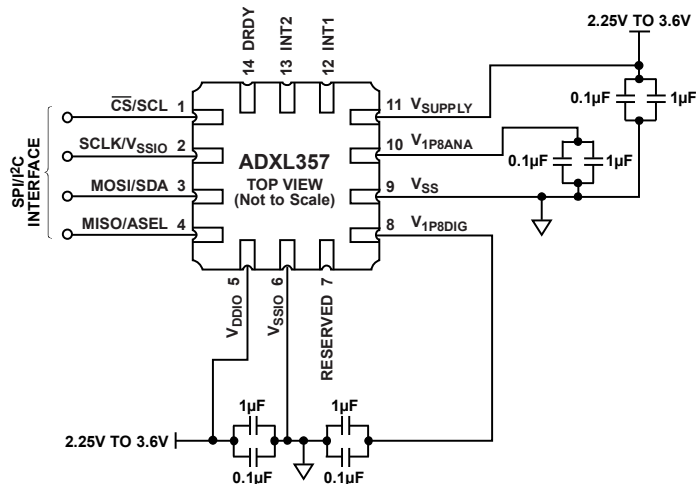 2.25V TO 3.6V
14 DRDY
13 INT2
12 INT1
CS/SCL 1
11 VSUPPLY
0.1µF 1µF
SCLK/VSSIO 2
10 V1P8ANA
0.1µF 1µF
SPI/I2C
INTERFACE
ADXL357
TOP VIEW
(Not to Scale)
MOSI/SDA 3
9 VSS
MISO/ASEL 4
8 V1P8DIG
VDDIO 5
VSSIO 6
RESERVED 7
1µF
1µF
2.25V TO 3.6V
0.1µF
0.1µF